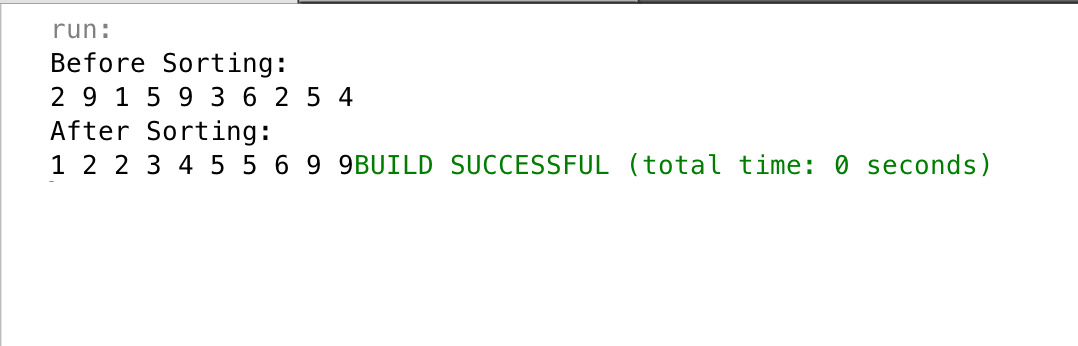 run:
Before Sorting:
2 9 1 5 9 3 6 2 5 4
After Sorting:
1 2 2 3 4 5 5 6 9 9BUILD SUCCESSFUL (total time: 0 seconds)